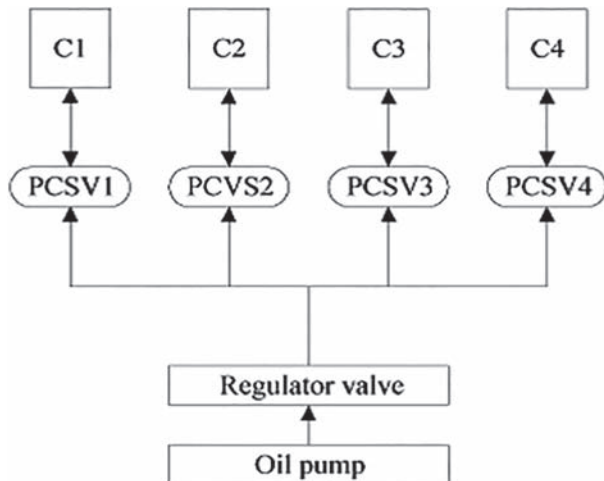 C1 C2 C3 C4
PCSV1 PCVS2 PCSV3 PCSV4
Regulator valve
Oil pump